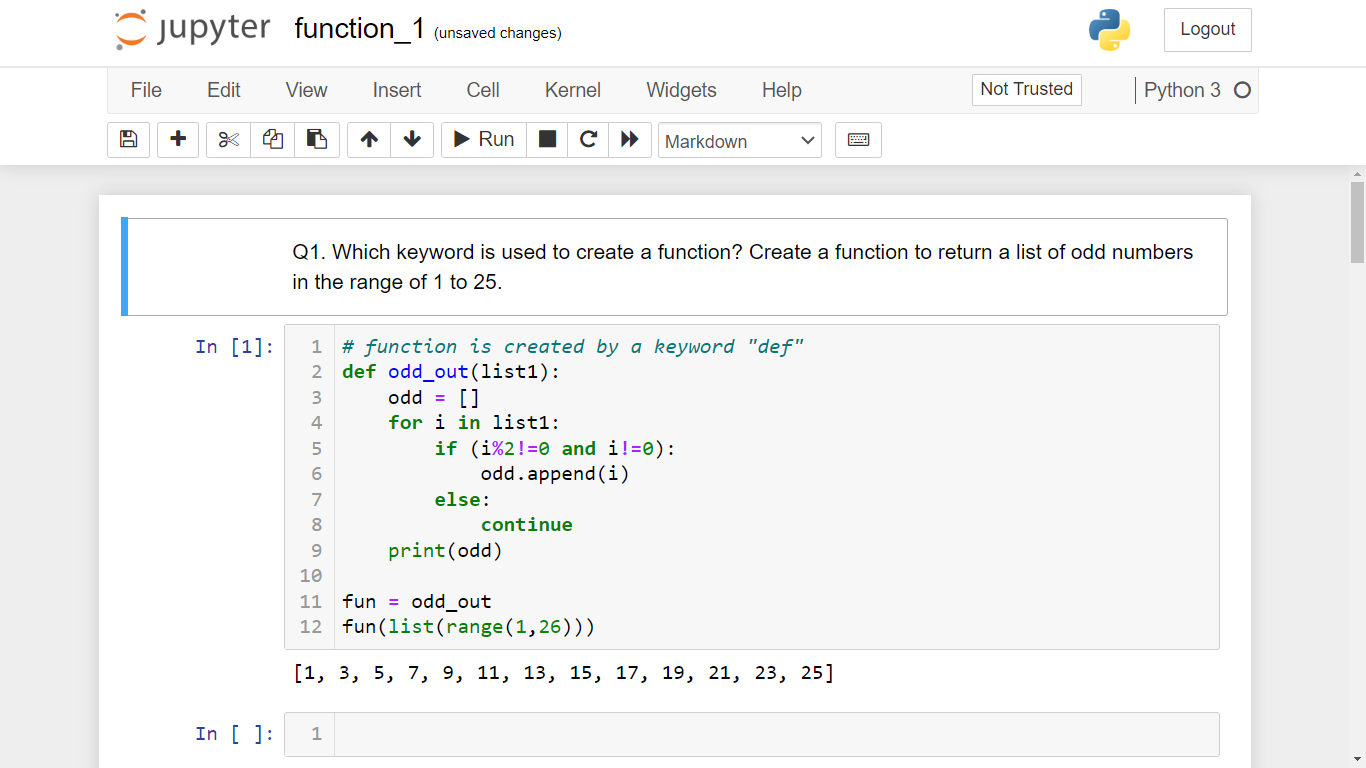 jupyter function_1 (unsaved changes) Logout
File Edit View Insert Cell Kernel Widgets Help Not Trusted Python 3
Run Markdown
Q1. Which keyword is used to create a function? Create a function to return a list of odd numbers
in the range of 1 to 25.
In [1]: 1 # function is created by a keyword "def"
2 def odd_out(list1):
3     odd = []
4     for i in list1:
5         if (i%2!=0 and i!=0):
6             odd.append(i)
7         else:
8             continue
9     print(odd)
10
11 fun = odd_out
12 fun(list(range(1,26)))
[1, 3, 5, 7, 9, 11, 13, 15, 17, 19, 21, 23, 25]
In [ ]: 1